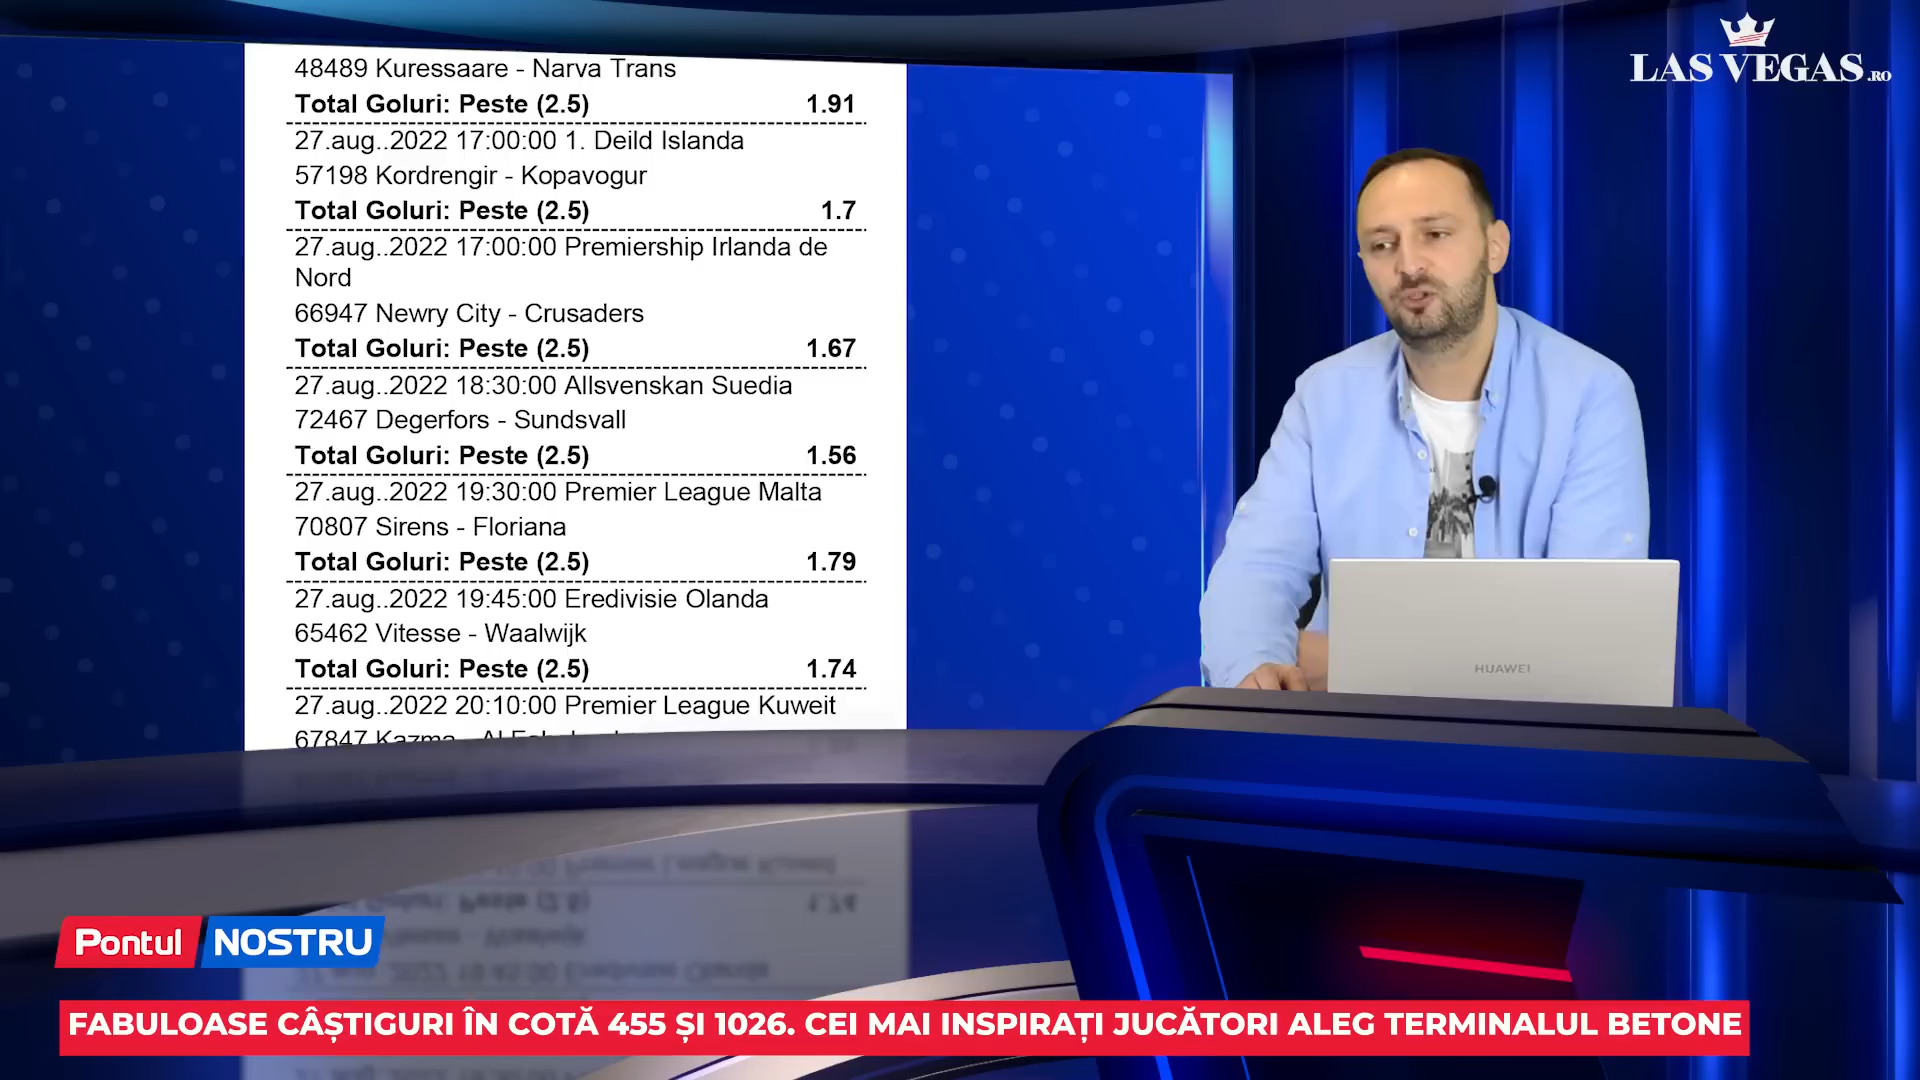 48489 Kuressaare - Narva Trans
Total Goluri: Peste (2.5) 1.91
27.aug..2022 17:00:00 1. Deild Islanda
57198 Kordrengir - Kopavogur
Total Goluri: Peste (2.5) 1.7
27.aug..2022 17:00:00 Premiership Irlanda de
Nord
66947 Newry City - Crusaders
Total Goluri: Peste (2.5) 1.67
27.aug..2022 18:30:00 Allsvenskan Suedia
72467 Degerfors - Sundsvall
Total Goluri: Peste (2.5) 1.56
27.aug..2022 19:30:00 Premier League Malta
70807 Sirens - Floriana
Total Goluri: Peste (2.5) 1.79
27.aug..2022 19:45:00 Eredivisie Olanda
65462 Vitesse - Waalwijk
Total Goluri: Peste (2.5) 1.74
27.aug..2022 20:10:00 Premier League Kuweit
67847 Kazma -
LAS VEGAS.RO
HUAWEI
Pontul NOSTRU
FABULOASE CÂȘTIGURI ÎN COTĂ 455 ȘI 1026. CEI MAI INSPIRAȚI JUCĂTORI ALEG TERMINALUL BETONE